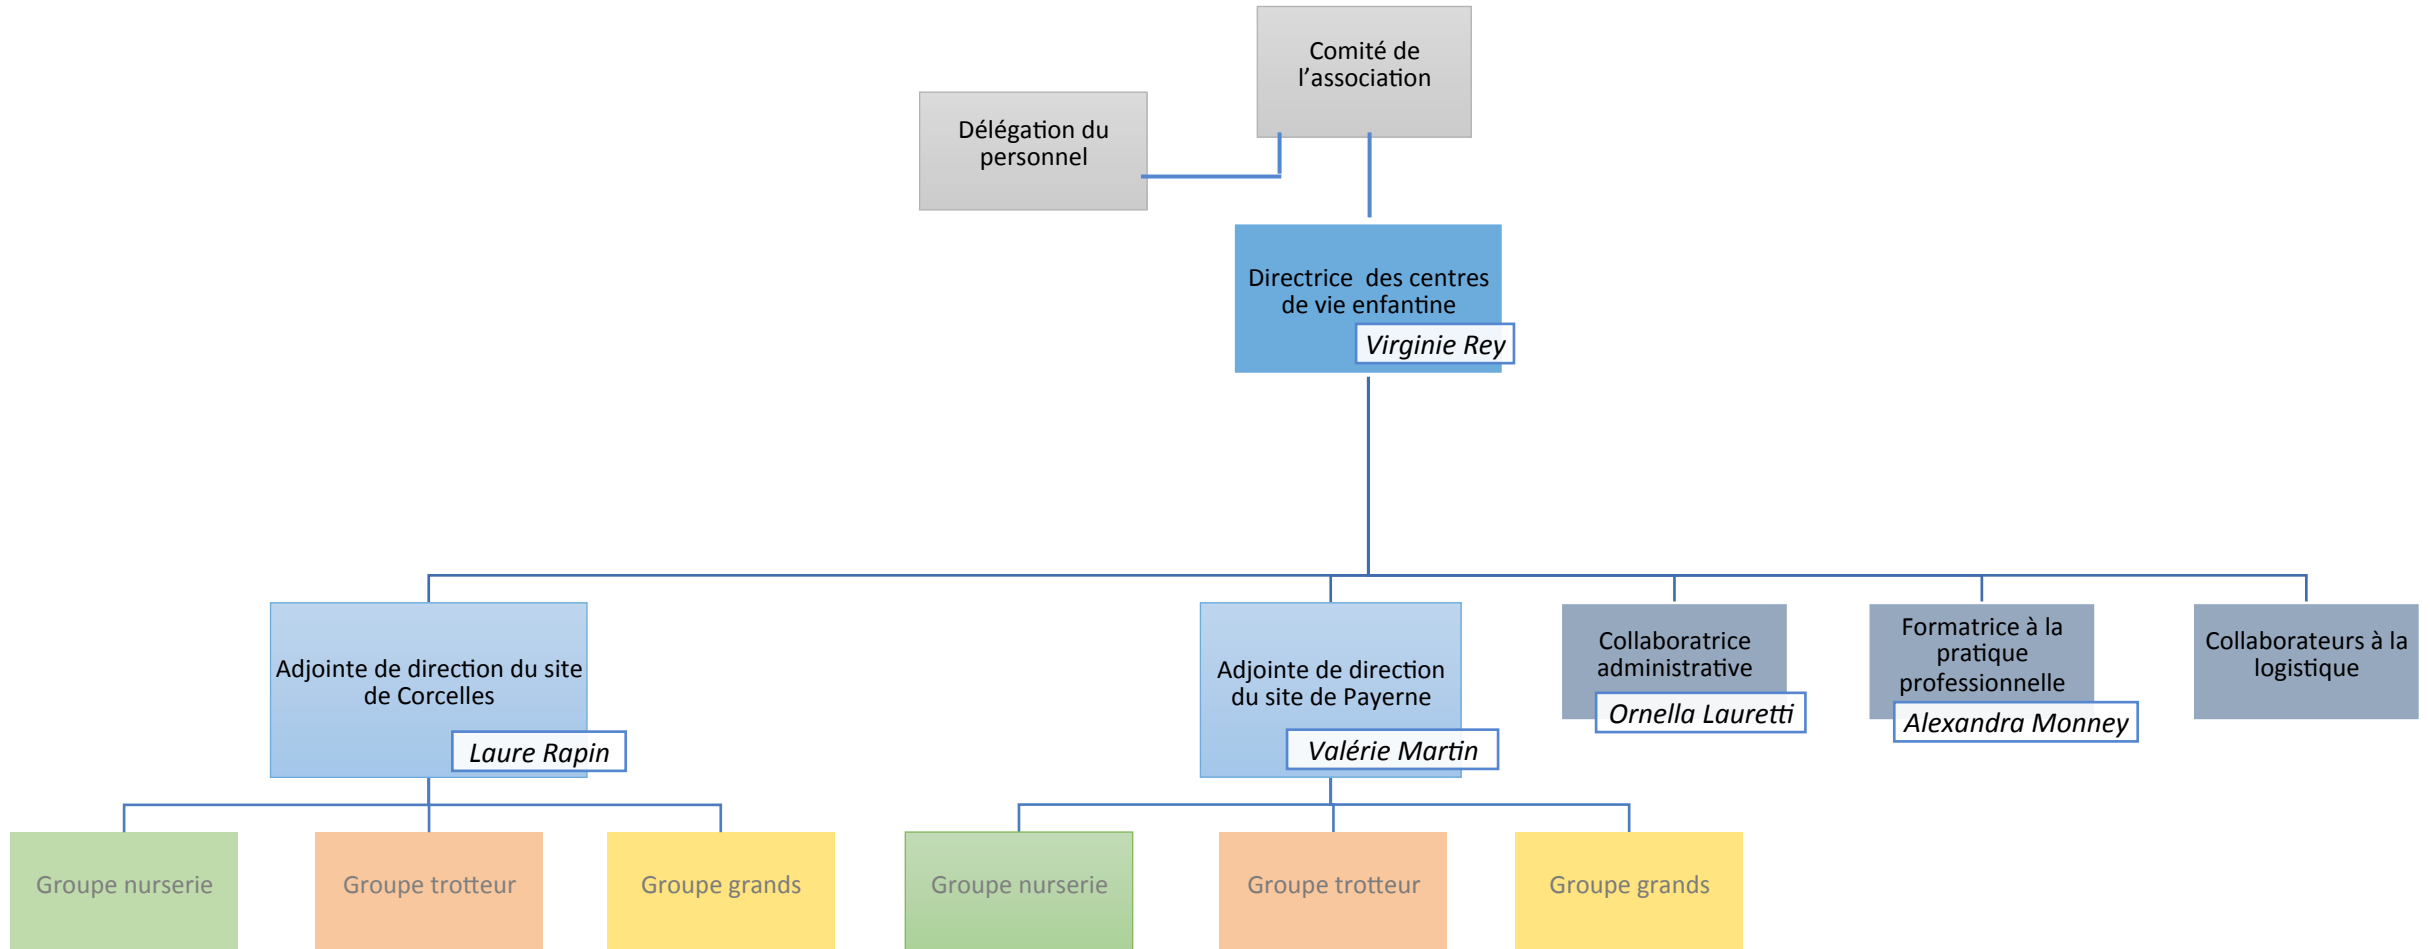 Comité de
l’association
Délégation du
personnel
Directrice des centres
de vie enfantine
Virginie Rey
Adjointe de direction du site
de Corcelles
Laure Rapin
Adjointe de direction
du site de Payerne
Valérie Martin
Collaboratrice
administrative
Ornella Lauretti
Formatrice à la
pratique
professionnelle
Alexandra Monney
Collaborateurs à la
logistique
Groupe nurserie
Groupe trotteur
Groupe grands
Groupe nurserie
Groupe trotteur
Groupe grands